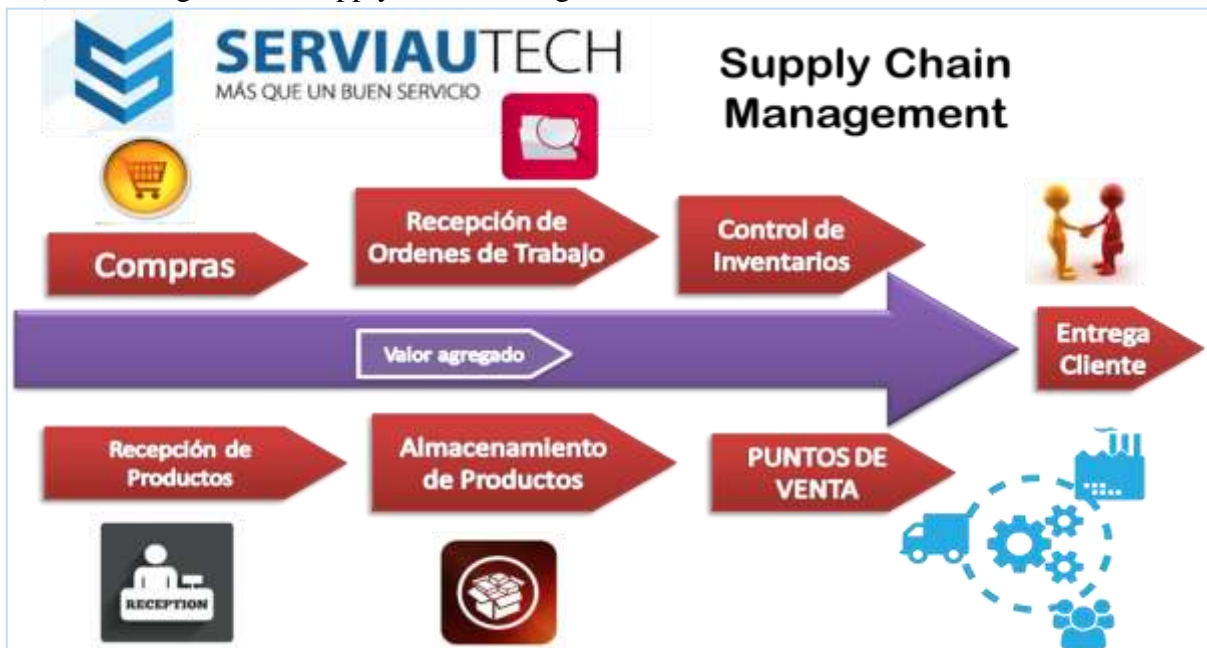 SERVIAUTECH
MÁS QUE UN BUEN SERVICIO
Supply Chain
Management
Compras
Recepción de
Ordenes de Trabajo
Control de
Inventarios
Valor agregado
Entrega
Cliente
Recepción de
Productos
Almacenamiento
de Productos
PUNTOS DE
VENTA
RECEPTION